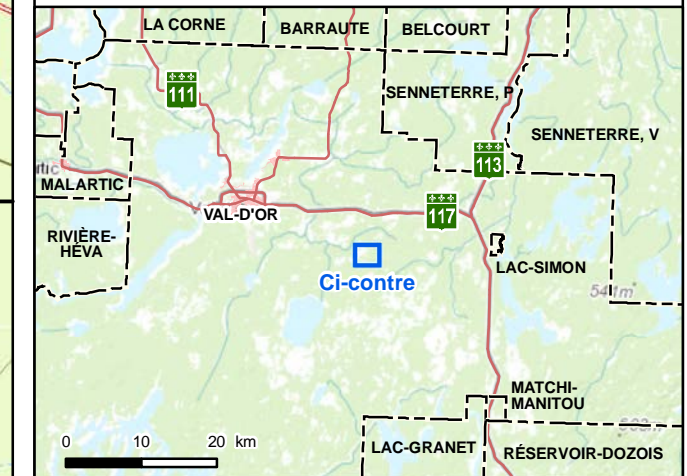 LA CORNE
BARRAUTE
BELCOURT
111
SENNETERRE, P
SENNETERRE, V
113
MALARTIC
VAL-D'OR
117
RIVIÈRE-
HÉVA
Ci-contre
LAC-SIMON
MATCHI-
MANITOU
0 10 20 km
LAC-GRANET
RÉSERVOIR-DOZOIS